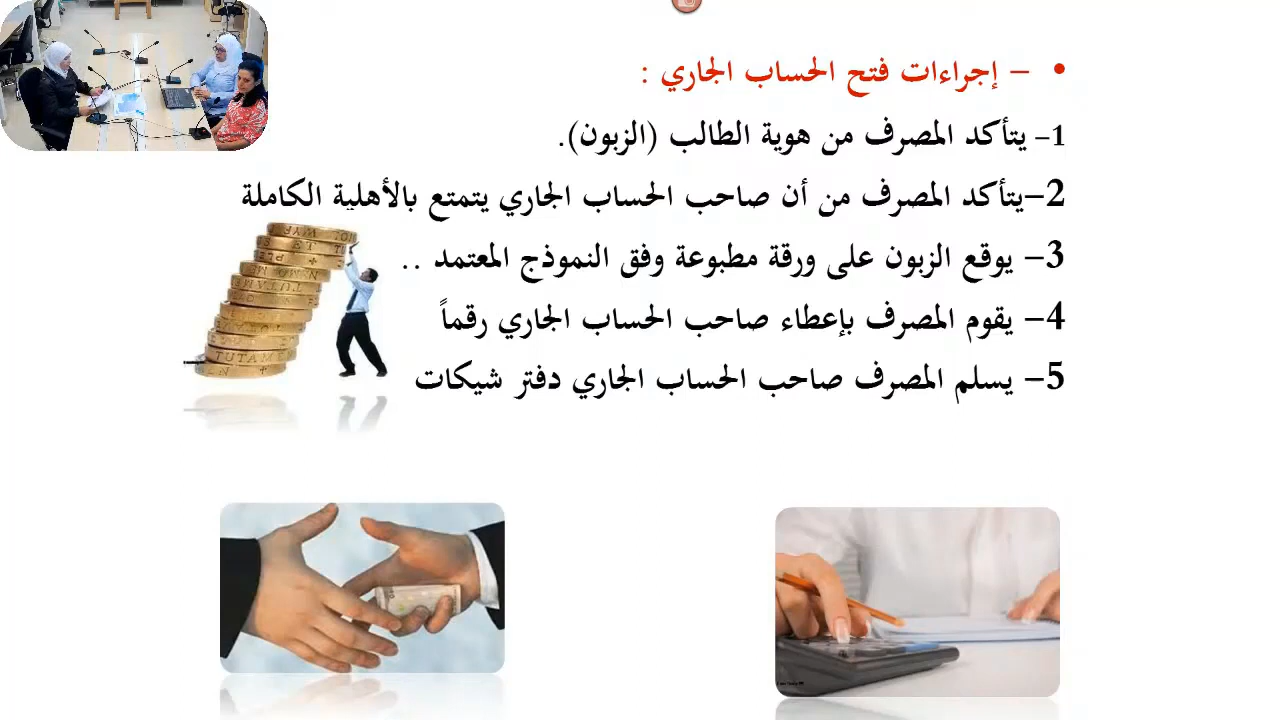 • – إجراءات فتح الحساب الجاري :
1– يتأكد المصرف من هوية الطالب (الزبون).
2–يتأكد المصرف من أن صاحب الحساب الجاري يتمتع بالأهلية الكاملة
3– يوقع الزبون على ورقة مطبوعة وفق النموذج المعتمد ..
4– يقوم المصرف بإعطاء صاحب الحساب الجاري رقماً
5– يسلم المصرف صاحب الحساب الجاري دفتر شيكات